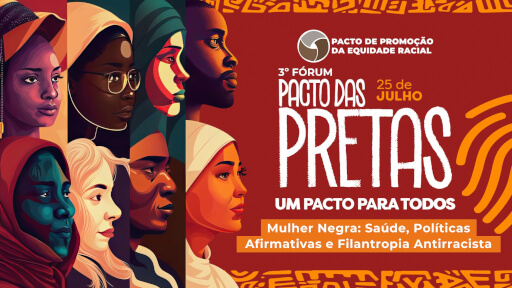 PACTO DE PROMOÇÃO
DA EQUIDADE RACIAL
3º FÓRUM
PACTO DAS
25 de
JULHO
PRETAS
UM PACTO PARA TODOS
Mulher Negra: Saúde, Políticas
Afirmativas e Filantropia Antirracista